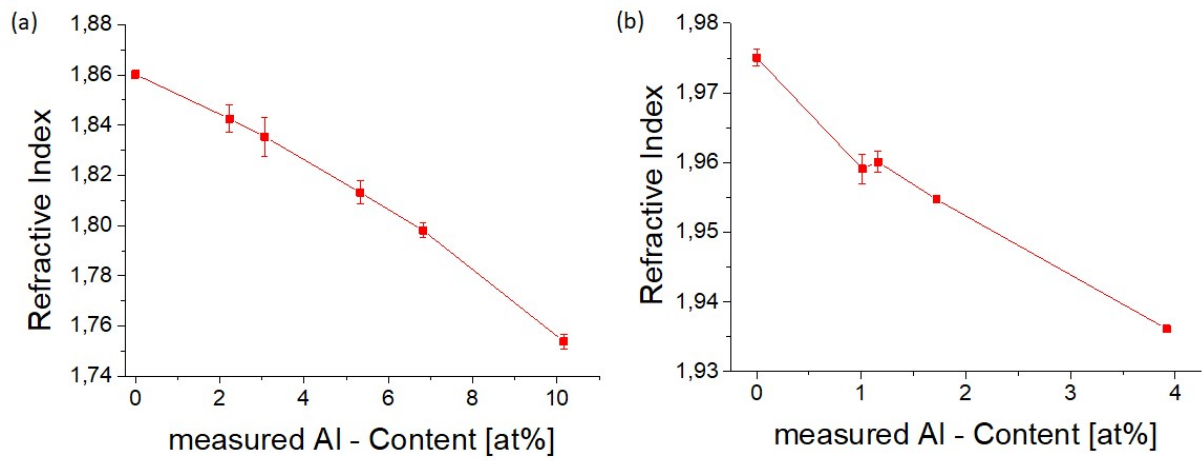 (a)
1,88
1,86
1,84
1,82
1,80
1,78
1,76
1,74
Refractive Index
0 2 4 6 8 10
measured Al - Content [at%]
(b)
1,98
1,97
1,96
1,95
1,94
1,93
Refractive Index
0 1 2 3 4
measured Al - Content [at%]